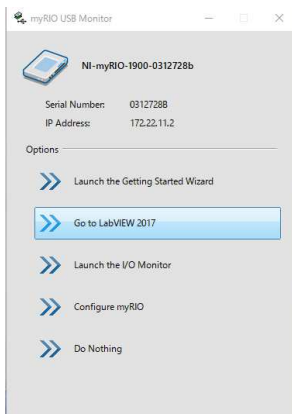 myRIO USB Monitor
NI-myRIO-1900-0312728b
Serial Number: 0312728B
IP Address: 172.22.11.2
Options
Launch the Getting Started Wizard
Go to LabVIEW 2017
Launch the I/O Monitor
Configure myRIO
Do Nothing